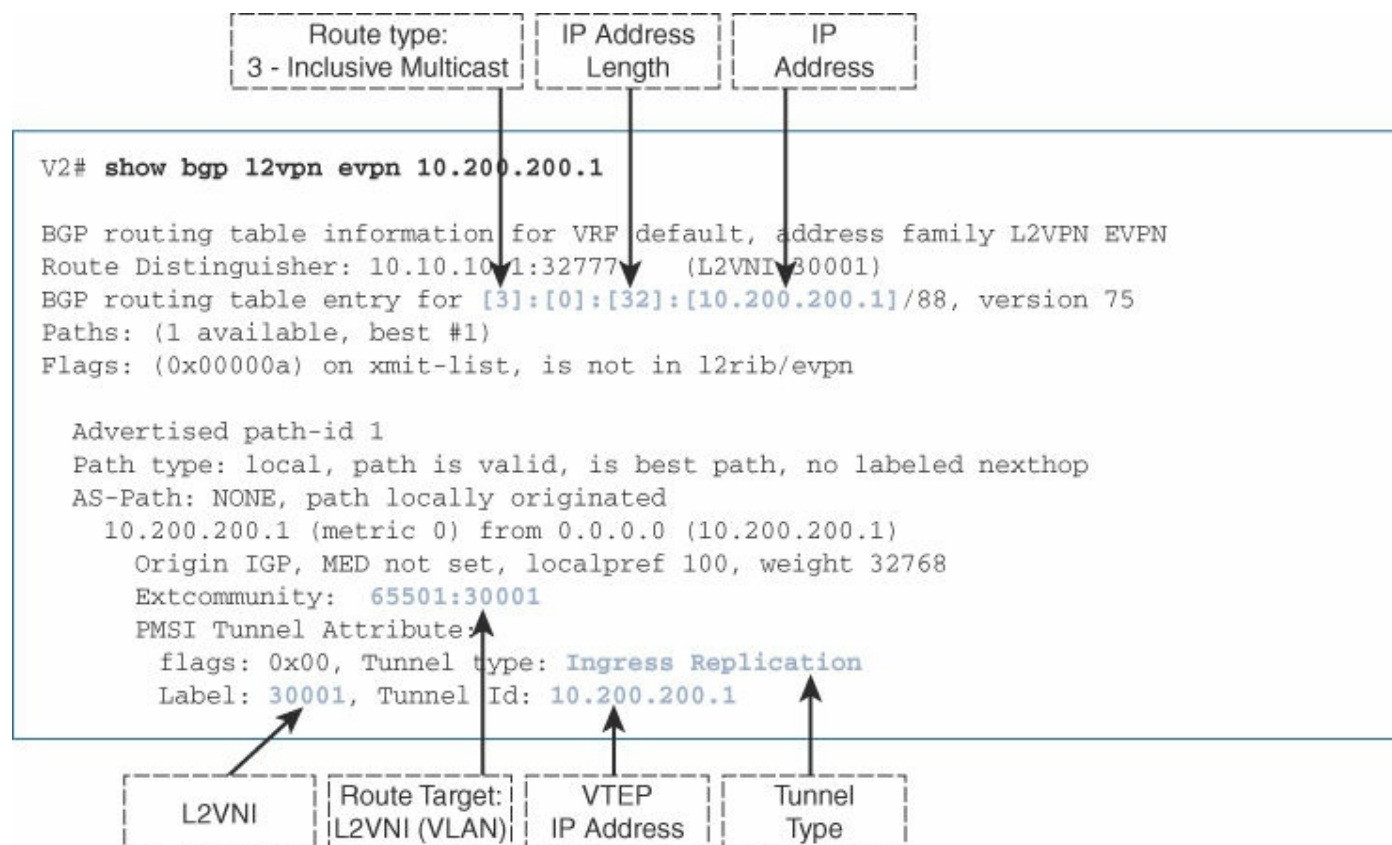 Route type:
3 - Inclusive Multicast
IP Address
Length
IP
Address
V2# show bgp l2vpn evpn 10.200.200.1
BGP routing table information for VRF default, address family L2VPN EVPN
Route Distinguisher: 10.10.10.1:32777 (L2VNI 30001)
BGP routing table entry for [3]:[0]:[32]:[10.200.200.1]/88, version 75
Paths: (1 available, best #1)
Flags: (0x00000a) on xmit-list, is not in l2rib/evpn
Advertised path-id 1
Path type: local, path is valid, is best path, no labeled nexthop
AS-Path: NONE, path locally originated
10.200.200.1 (metric 0) from 0.0.0.0 (10.200.200.1)
Origin IGP, MED not set, localpref 100, weight 32768
Extcommunity: 65501:30001
PMSI Tunnel Attribute:
flags: 0x00, Tunnel type: Ingress Replication
Label: 30001, Tunnel Id: 10.200.200.1
L2VNI
Route Target:
L2VNI (VLAN)
VTEP
IP Address
Tunnel
Type